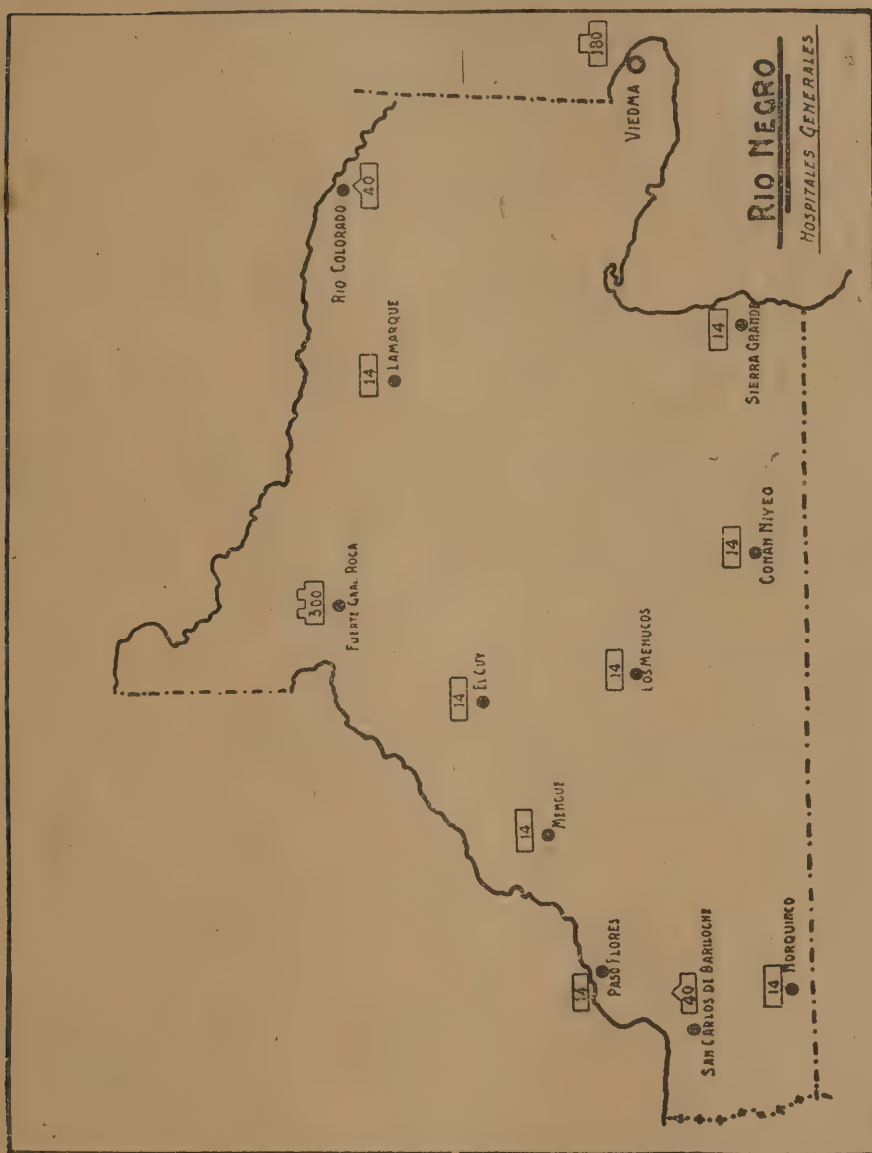 RIO NEGRO
HOSPITALES GENERALES
300
FUERTE GRAL. ROCA
40
RIO COLORADO
14
LAMARQUE
14
EL CUY
14
MENCUE
14
LOS MENUCOS
14
PASO FLORES
180
VIEDMA
40
SAN CARLOS DE BARILOCHE
14
ÑORQUINCO
14
CONAN NIYEO
14
SIERRA GRANDE